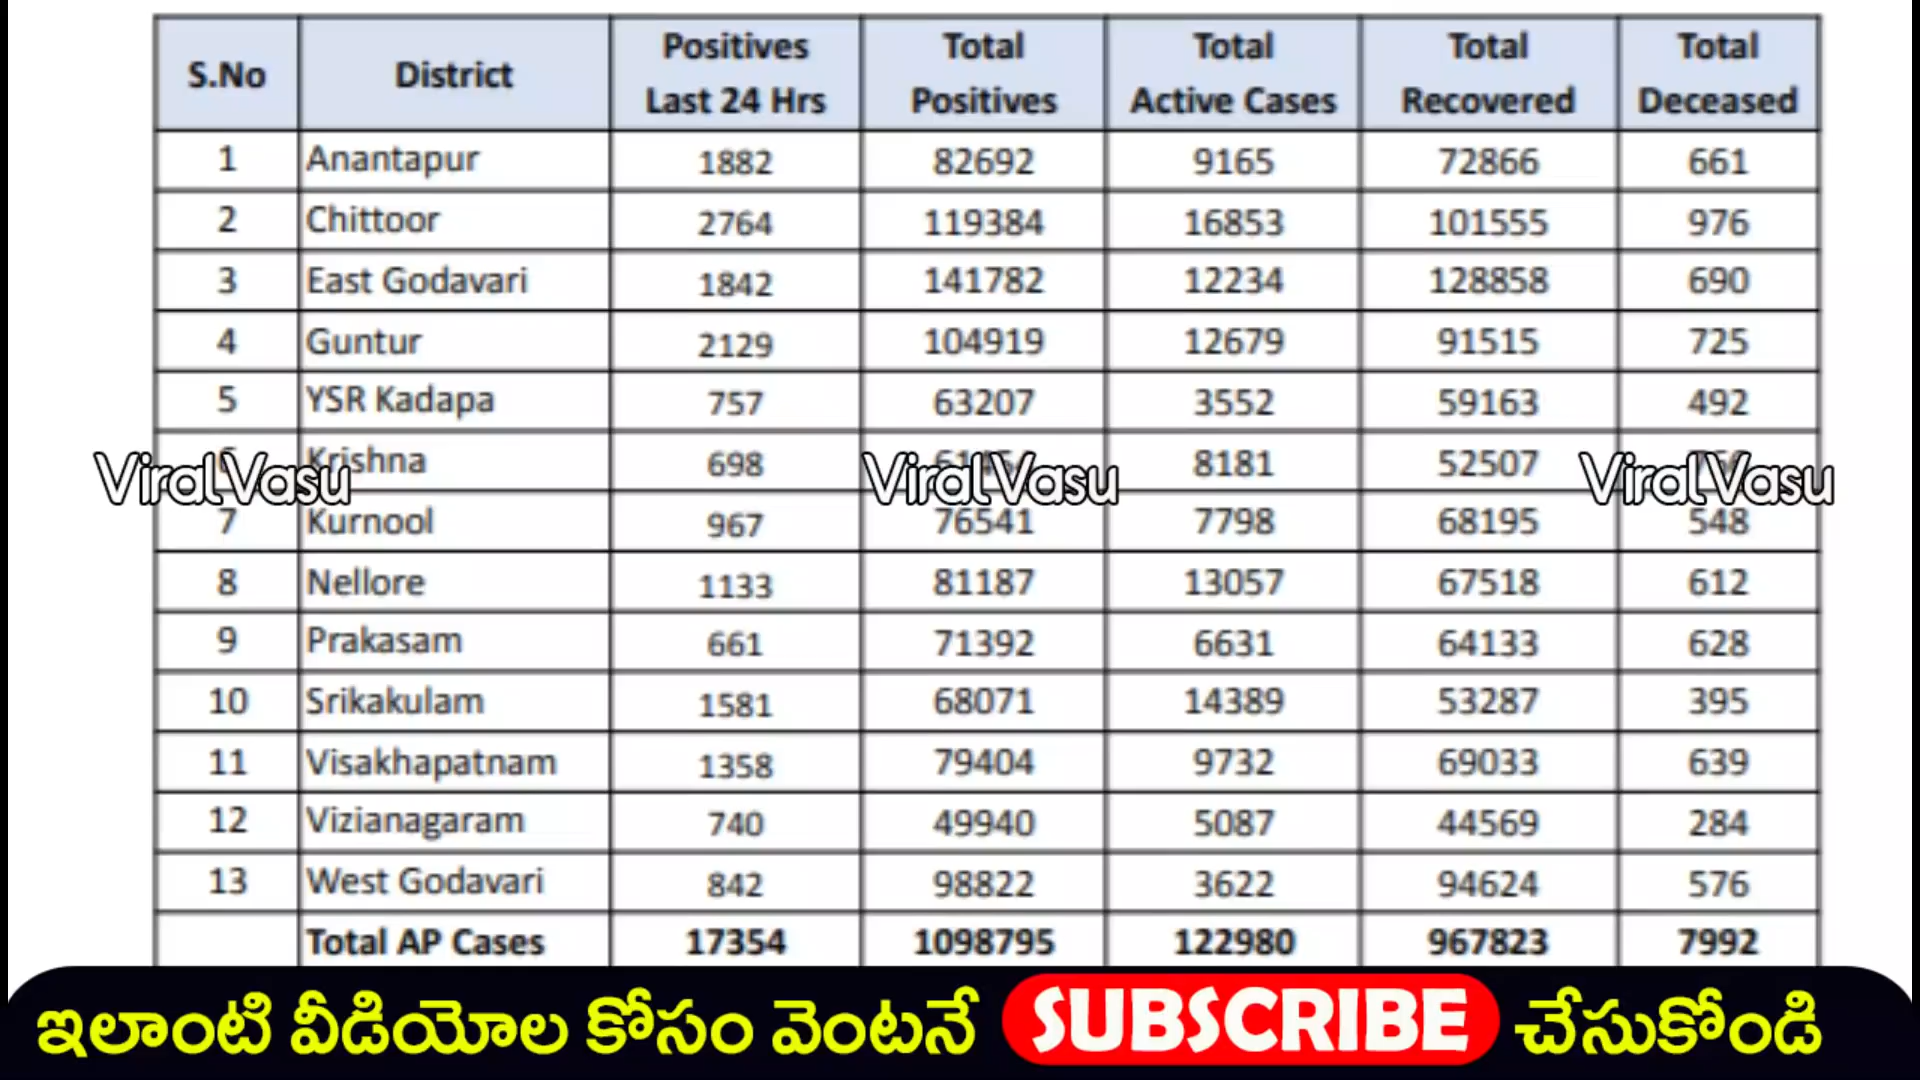 S.No District Positives Last 24 Hrs Total Positives Total Active Cases Total Recovered Total Deceased
1 Anantapur 1882 82692 9165 72866 661
2 Chittoor 2764 119384 16853 101555 976
3 East Godavari 1842 141782 12234 128858 690
4 Guntur 2129 104919 12679 91515 725
5 YSR Kadapa 757 63207 3552 59163 492
Krishna 698 8181 52507
Viral Vasu Viral Vasu Viral Vasu
7 Kurnool 967 76541 7798 68195 548
8 Nellore 1133 81187 13057 67518 612
9 Prakasam 661 71392 6631 64133 628
10 Srikakulam 1581 68071 14389 53287 395
11 Visakhapatnam 1358 79404 9732 69033 639
12 Vizianagaram 740 49940 5087 44569 284
13 West Godavari 842 98822 3622 94624 576
Total AP Cases 17354 1098795 122980 967823 7992
ఇలాంటి వీడియోల కోసం వెంటనే SUBSCRIBE చేసుకోండి